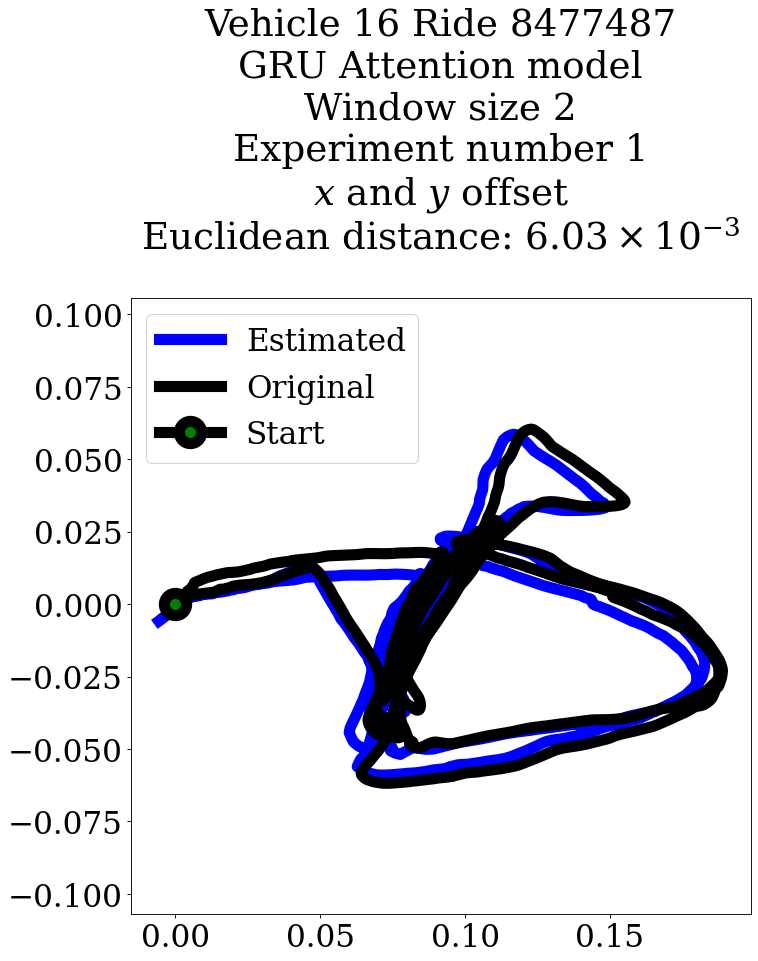 Vehicle 16 Ride 8477487
GRU Attention model
Window size 2
Experiment number 1
x and y offset
Euclidean distance: 6.03 × 10⁻³
0.100
Estimated
0.075
Original
Start
0.050
0.025
0.000
−0.025
−0.050
−0.075
−0.100
0.00 0.05 0.10 0.15